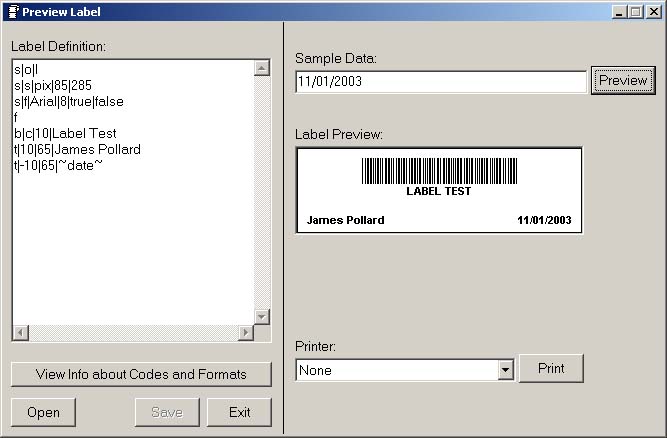 Preview Label
Label Definition:
s|o|l
s|s|pix|85|285
s|f|Arial|8|true|false
f
b|c|10|Label Test
t|10|65|James Pollard
t|-10|65|~date~
View Info about Codes and Formats
Open Save Exit
Sample Data:
11/01/2003 Preview
Label Preview:
LABEL TEST
James Pollard 11/01/2003
Printer:
None Print